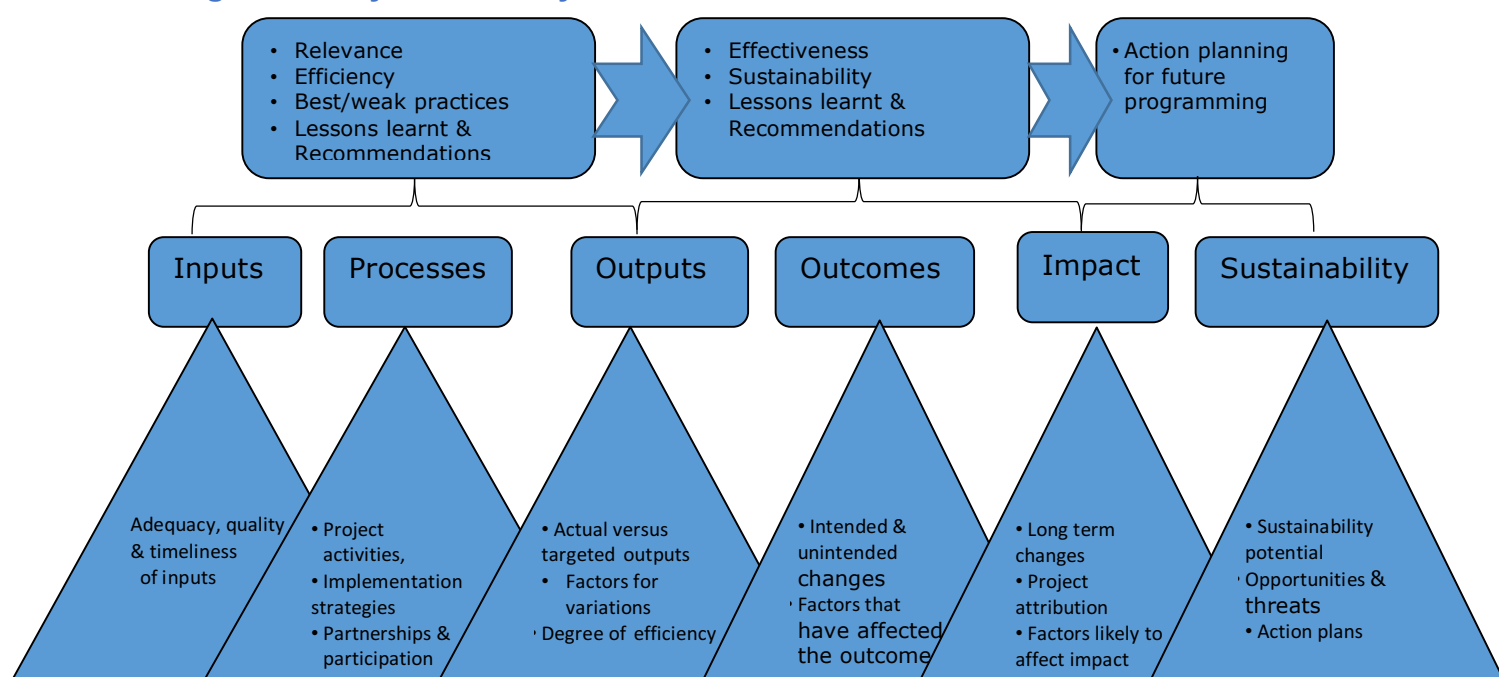 • Relevance
• Efficiency
• Best/weak practices
• Lessons learnt &
Recommendations
• Effectiveness
• Sustainability
• Lessons learnt &
Recommendations
• Action planning
for future
programming
Inputs
Processes
Outputs
Outcomes
Impact
Sustainability
Adequacy, quality
& timeliness
of inputs
• Project
activities,
• Implementation
strategies
• Partnerships &
participation
• Actual versus
targeted outputs
• Factors for
variations
• Degree of efficiency
• Intended &
unintended
changes
• Factors that
have affected
the outcome
• Long term
changes
• Project
attribution
• Factors likely to
affect impact
• Sustainability
potential
• Opportunities &
threats
• Action plans